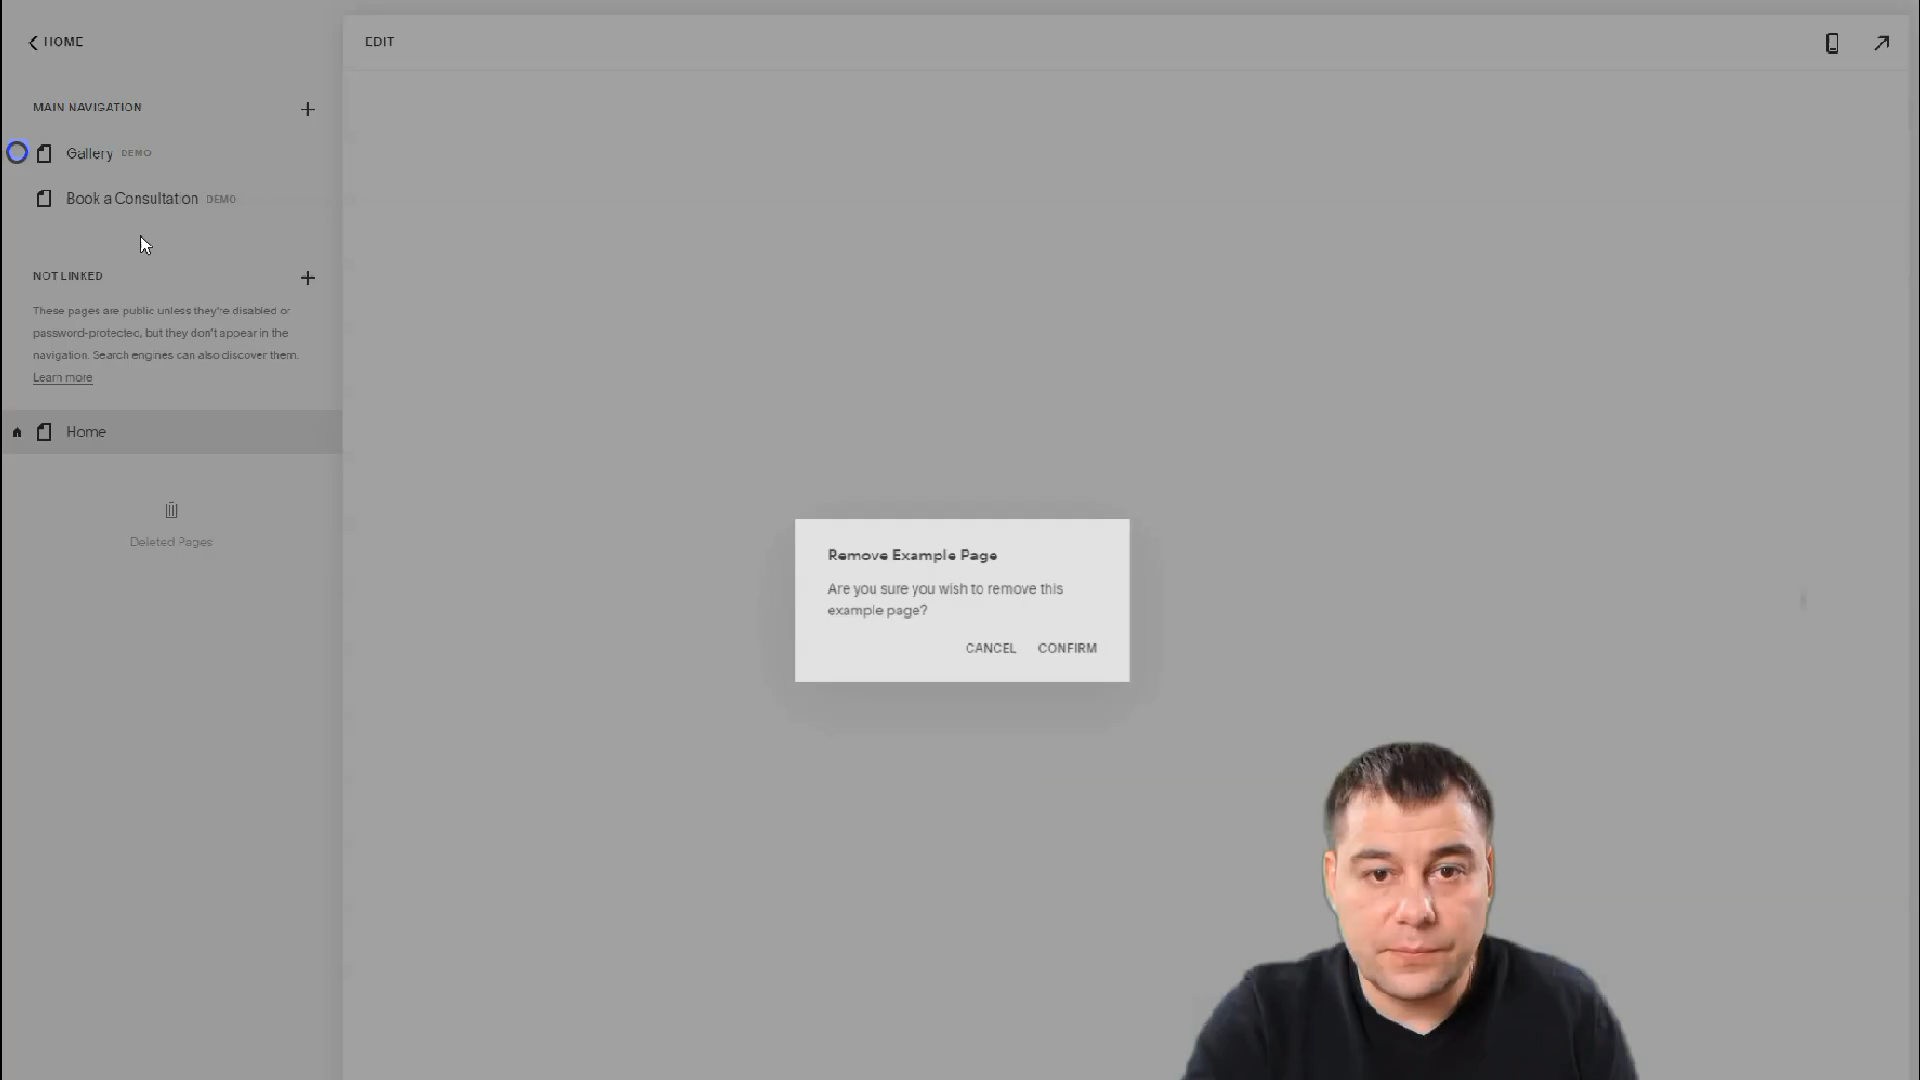 HOME
EDIT
MAIN NAVIGATION
Gallery DEMO
Book a Consultation DEMO
NOT LINKED
These pages are public unless they're disabled or
password-protected, but they don't appear in the
navigation. Search engines can also discover them.
Learn more
Home
Deleted Pages
Remove Example Page
Are you sure you wish to remove this
example page?
CANCEL CONFIRM